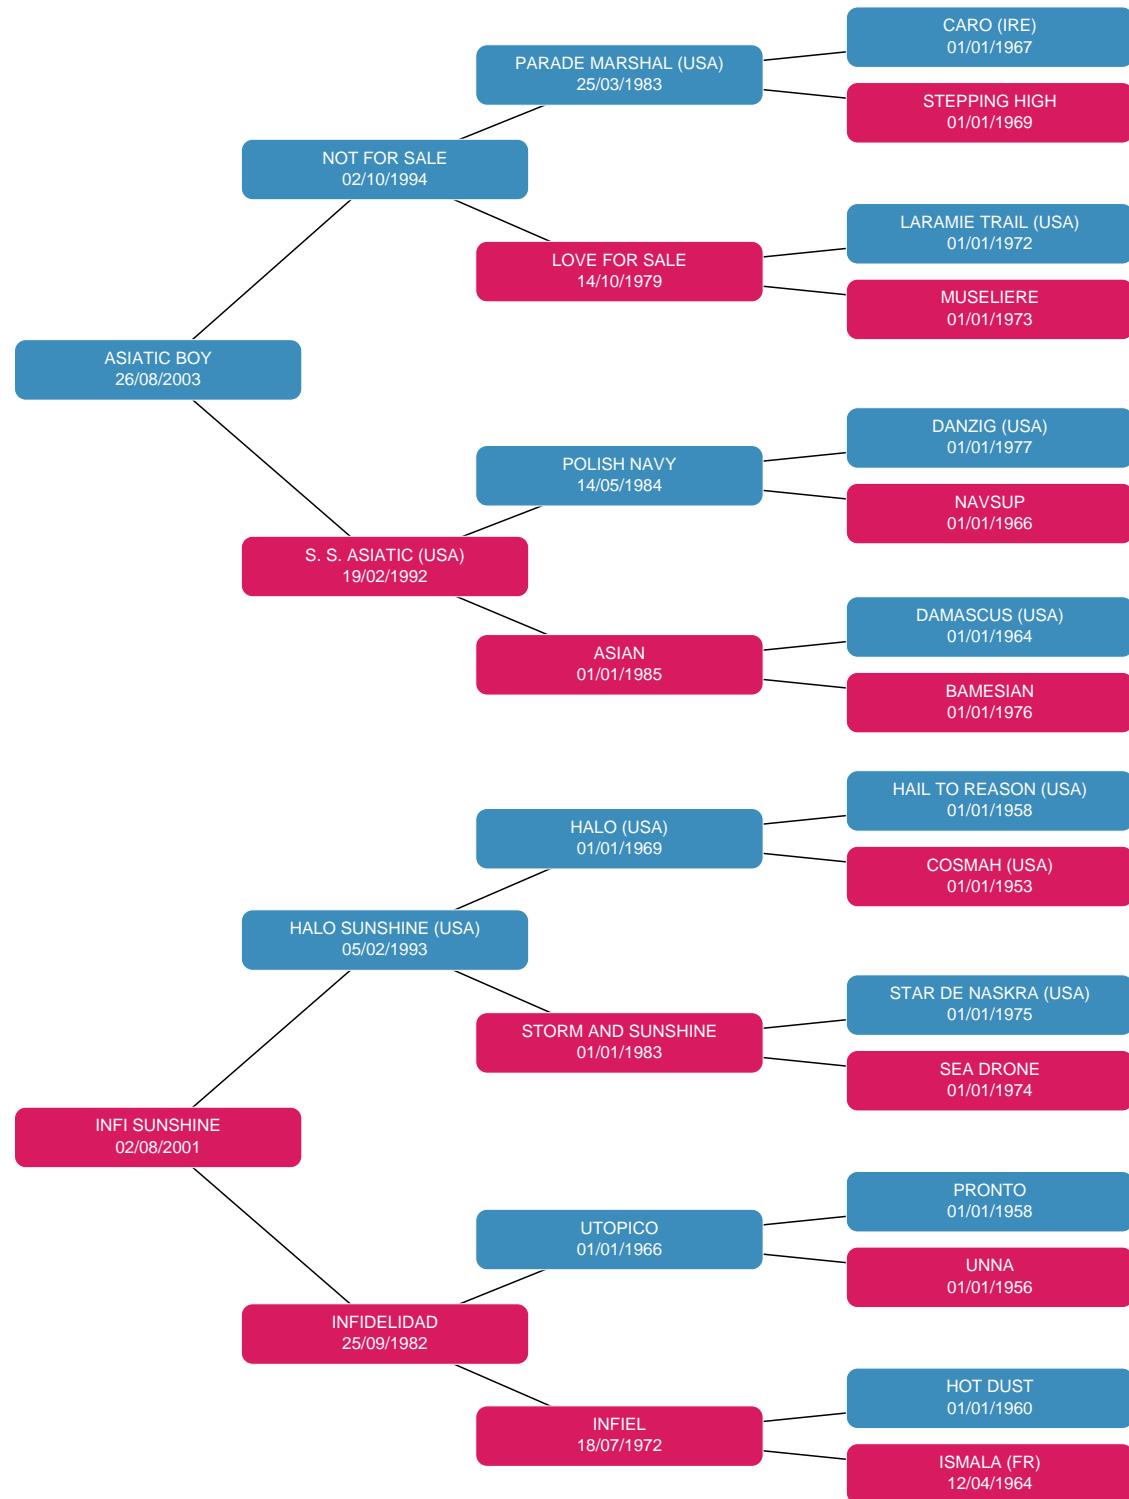 CARO (IRE)
01/01/1967
PARADE MARSHAL (USA)
25/03/1983
STEPPING HIGH
01/01/1969
NOT FOR SALE
02/10/1994
LARAMIE TRAIL (USA)
01/01/1972
LOVE FOR SALE
14/10/1979
MUSELIERE
01/01/1973
ASIATIC BOY
26/08/2003
DANZIG (USA)
01/01/1977
POLISH NAVY
14/05/1984
NAVSUP
01/01/1966
S. S. ASIATIC (USA)
19/02/1992
DAMASCUS (USA)
01/01/1964
ASIAN
01/01/1985
BAMESIAN
01/01/1976
HAIL TO REASON (USA)
01/01/1958
HALO (USA)
01/01/1969
COSMAH (USA)
01/01/1953
HALO SUNSHINE (USA)
05/02/1993
STAR DE NASKRA (USA)
01/01/1975
STORM AND SUNSHINE
01/01/1983
SEA DRONE
01/01/1974
INFI SUNSHINE
02/08/2001
PRONTO
01/01/1958
UTOPICO
01/01/1966
UNNA
01/01/1956
INFIDELIDAD
25/09/1982
HOT DUST
01/01/1960
INFIEL
18/07/1972
ISMALA (FR)
12/04/1964